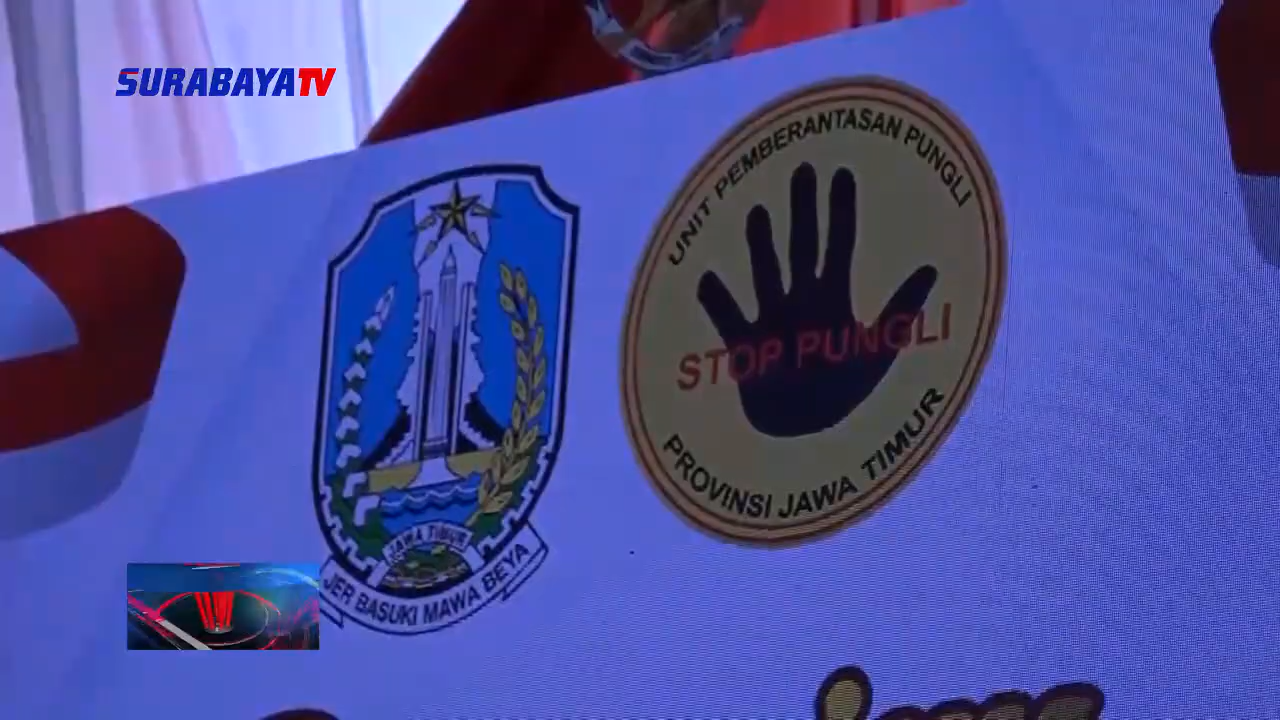 SURABAYATV
UNIT PEMBERANTASAN PUNGLI
STOP PUNGLI
PROVINSI JAWA TIMUR
JAWA TIMUR
JER BASUKI MAWA BEYA